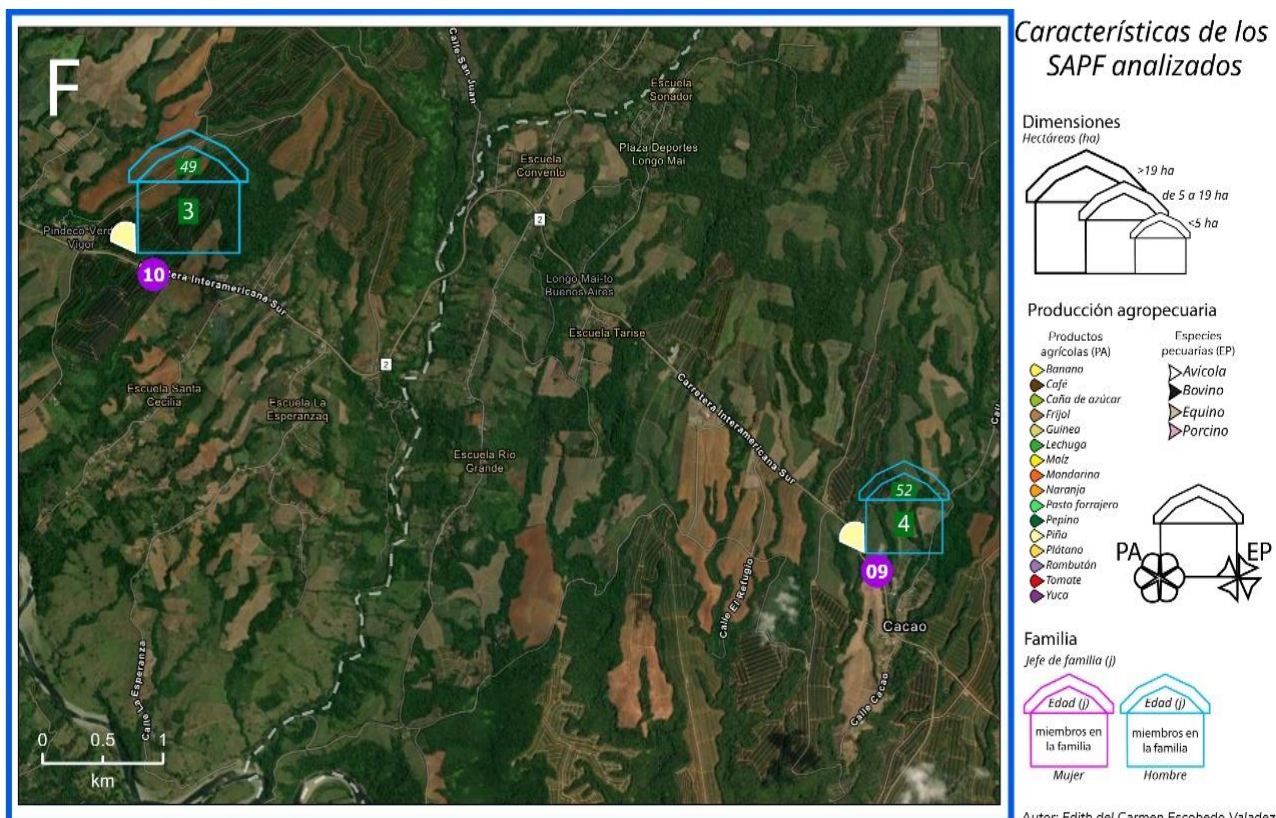 F
Calle San Juan
Escuela
Sonador
Plaza Deportes
Longo Mai
Escuela
Convento
2
49
3
Pindeco Verd
Vigor
10
tera Interamericana Sur
Longo Mai-to
Buenos Aires
Escuela Tarise
2
Escuela Santa
Cecilia
Escuela La
Esperanzaq
Carretera Interamericana Sur
Cau
Escuela Río
Grande
52
4
09
Calle El Refugio
Cacao
Calle La Esperanza
Calle Cacao
0 0.5 1
km
Características de los
SAPF analizados
Dimensiones
Hectáreas (ha)
>19 ha
de 5 a 19 ha
<5 ha
Producción agropecuaria
Productos
agrícolas (PA)
Banano
Café
Caña de azúcar
Frijol
Guinea
Lechuga
Maíz
Mandarina
Naranja
Pasto forrajero
Pepino
Piña
Plátano
Rambután
Tomate
Yuca
Especies
pecuarias (EP)
Avícola
Bovino
Equino
Porcino
PA
EP
Familia
Jefe de familia (j)
Edad (j)
miembros en
la familia
Mujer
Edad (j)
miembros en
la familia
Hombre
Autor: Edith del Carmen Escobedo Valadez